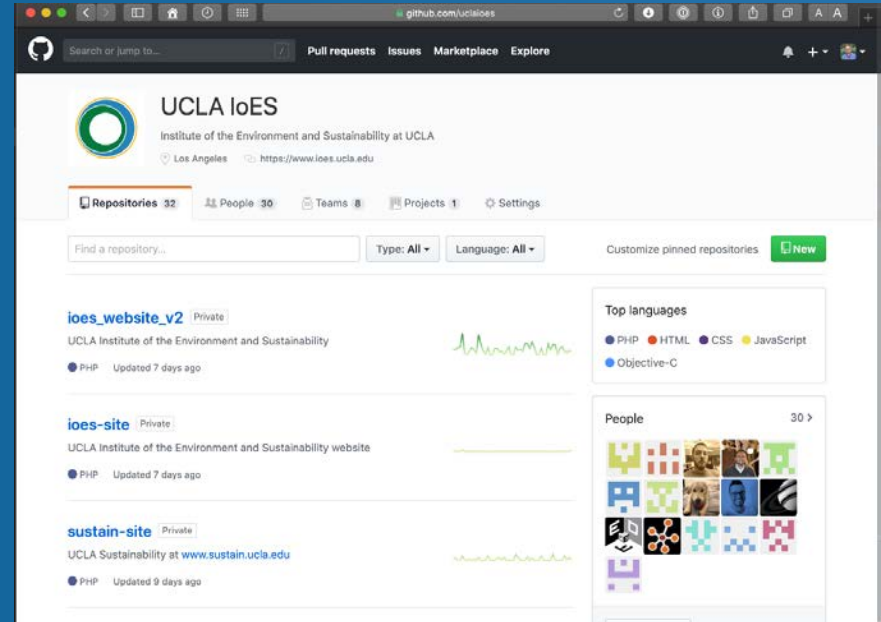 github.com/uclaioes
A A
Search or jump to...
Pull requests Issues Marketplace Explore
UCLA IoES
Institute of the Environment and Sustainability at UCLA
Los Angeles https://www.ioes.ucla.edu
Repositories 32 People 30 Teams 8 Projects 1 Settings
Find a repository... Type: All Language: All Customize pinned repositories New
ioes_website_v2 Private
UCLA Institute of the Environment and Sustainability
PHP Updated 7 days ago
ioes-site Private
UCLA Institute of the Environment and Sustainability website
PHP Updated 7 days ago
sustain-site Private
UCLA Sustainability at www.sustain.ucla.edu
PHP Updated 9 days ago
Top languages
PHP HTML CSS JavaScript
Objective-C
People 30